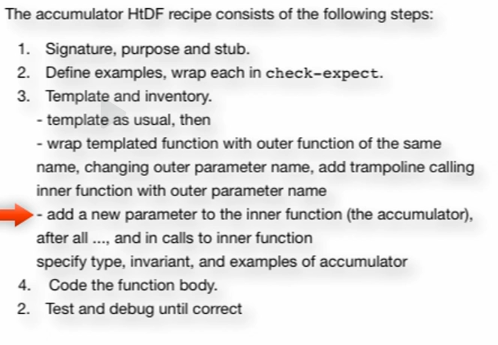 The accumulator HtDF recipe consists of the following steps:
1. Signature, purpose and stub.
2. Define examples, wrap each in check-expect.
3. Template and inventory.
- template as usual, then
- wrap templated function with outer function of the same
name, changing outer parameter name, add trampoline calling
inner function with outer parameter name
- add a new parameter to the inner function (the accumulator),
after all ..., and in calls to inner function
specify type, invariant, and examples of accumulator
4. Code the function body.
2. Test and debug until correct